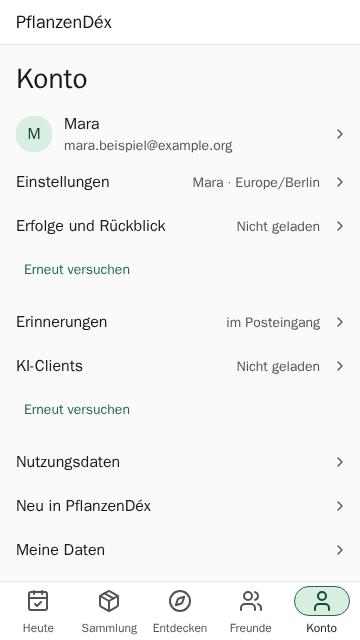 PflanzenDéx
Konto
M
Mara
mara.beispiel@example.org
Einstellungen Mara · Europe/Berlin
Erfolge und Rückblick Nicht geladen
Erneut versuchen
Erinnerungen im Posteingang
KI-Clients Nicht geladen
Erneut versuchen
Nutzungsdaten
Neu in PflanzenDéx
Meine Daten
Heute Sammlung Entdecken Freunde Konto